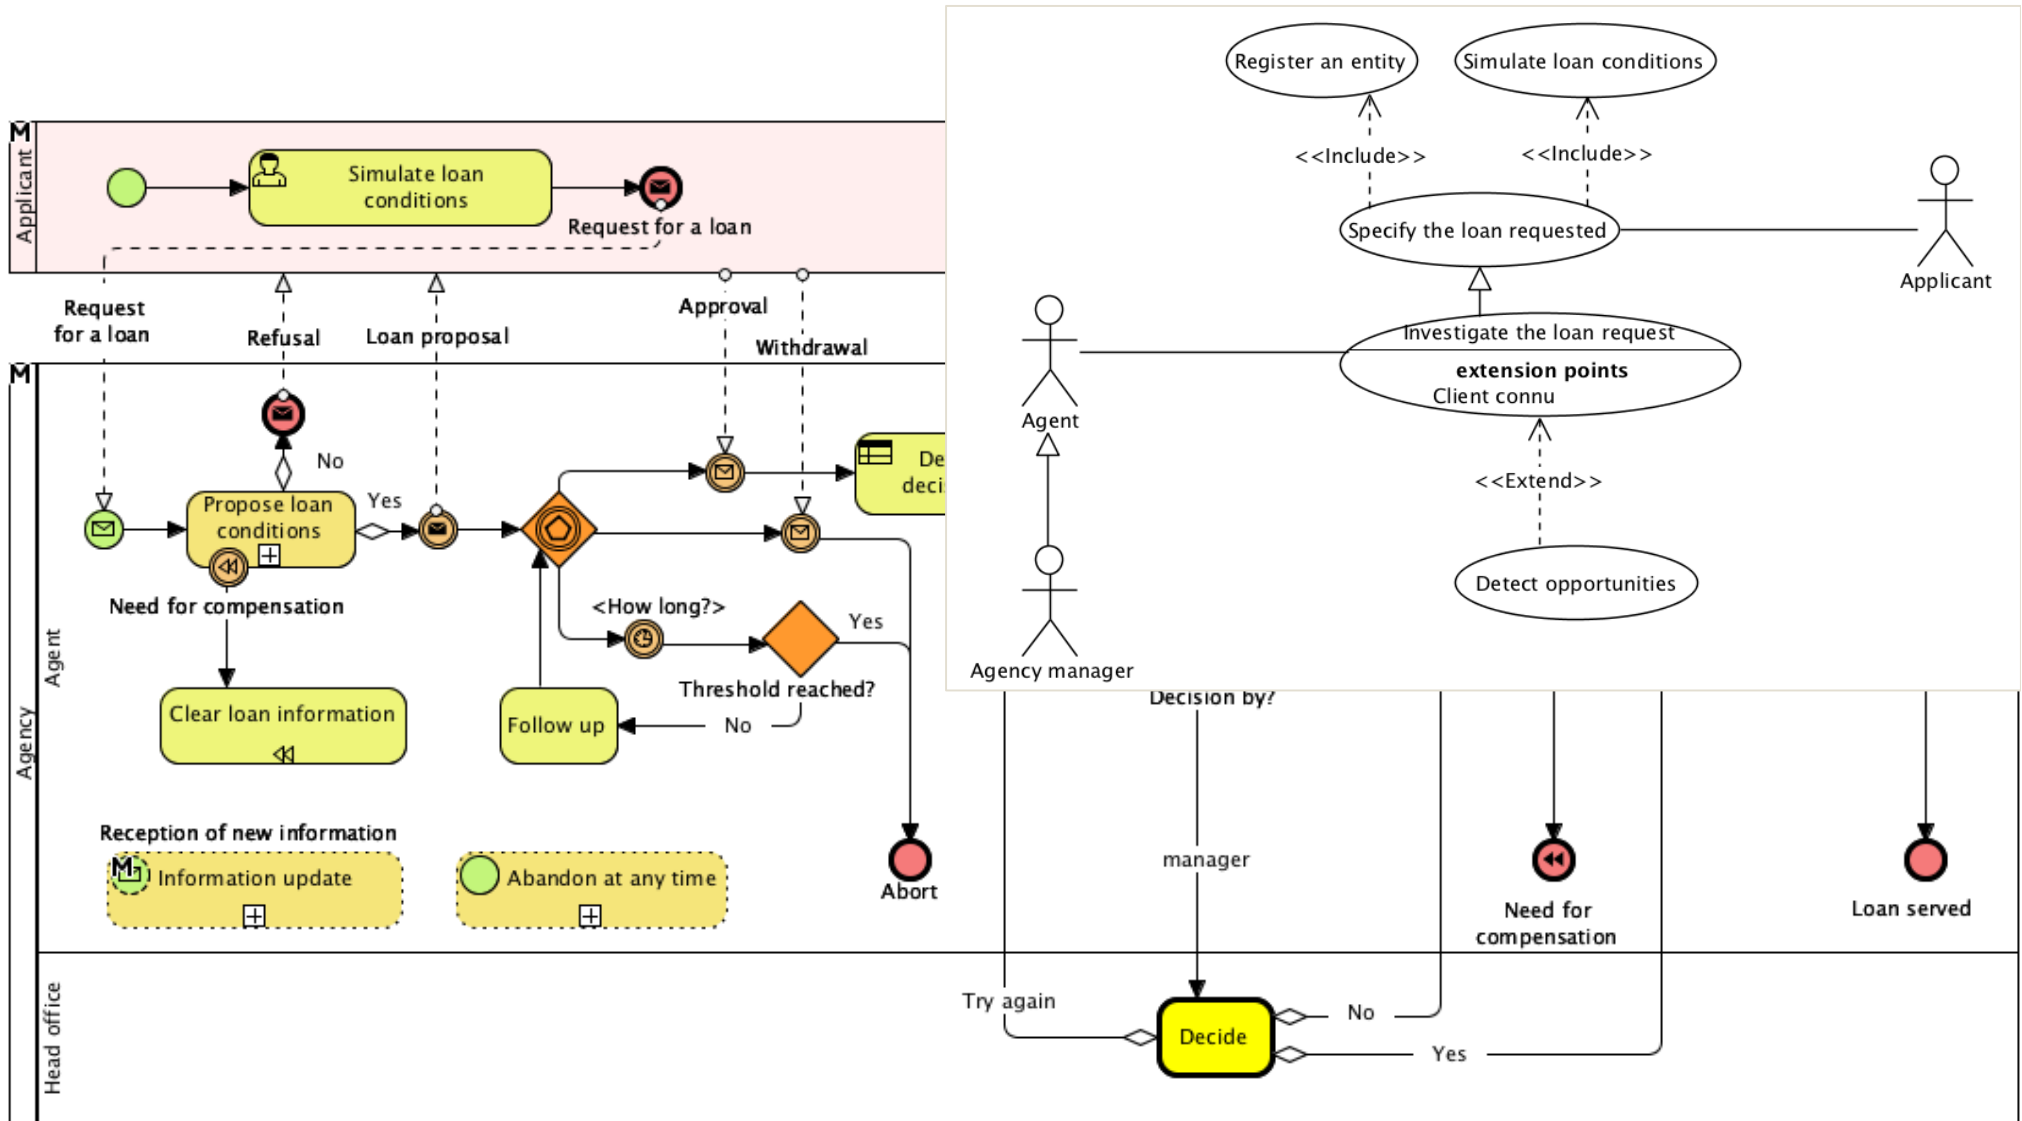 M
Applicant
Simulate loan
conditions
Request for a loan
Request
for a loan
Refusal
Loan proposal
Approval
Withdrawal
M
Agency
Agent
No
Propose loan
conditions
Yes
Need for compensation
Clear loan information
<How long?>
Yes
Threshold reached?
No
Follow up
Reception of new information
M
Information update
Abandon at any time
Abort
Register an entity
Simulate loan conditions
<<Include>>
<<Include>>
Specify the loan requested
Applicant
Investigate the loan request
extension points
Client connu
Agent
<<Extend>>
Detect opportunities
Agency manager
Decision by?
manager
Need for
compensation
Loan served
Head office
Try again
Decide
No
Yes